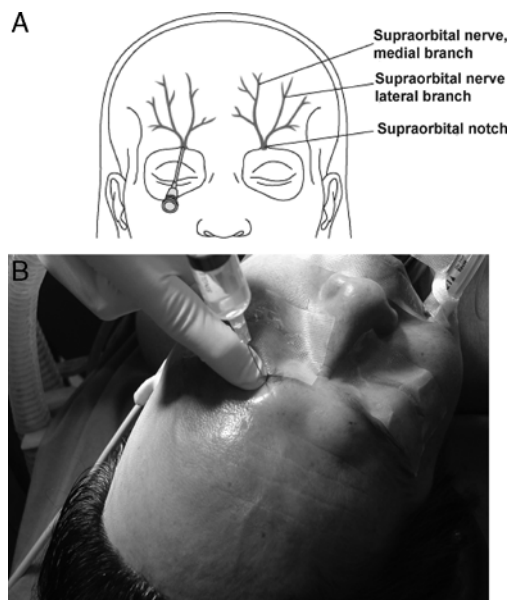 A
Supraorbital nerve,
medial branch
Supraorbital nerve
lateral branch
Supraorbital notch
B